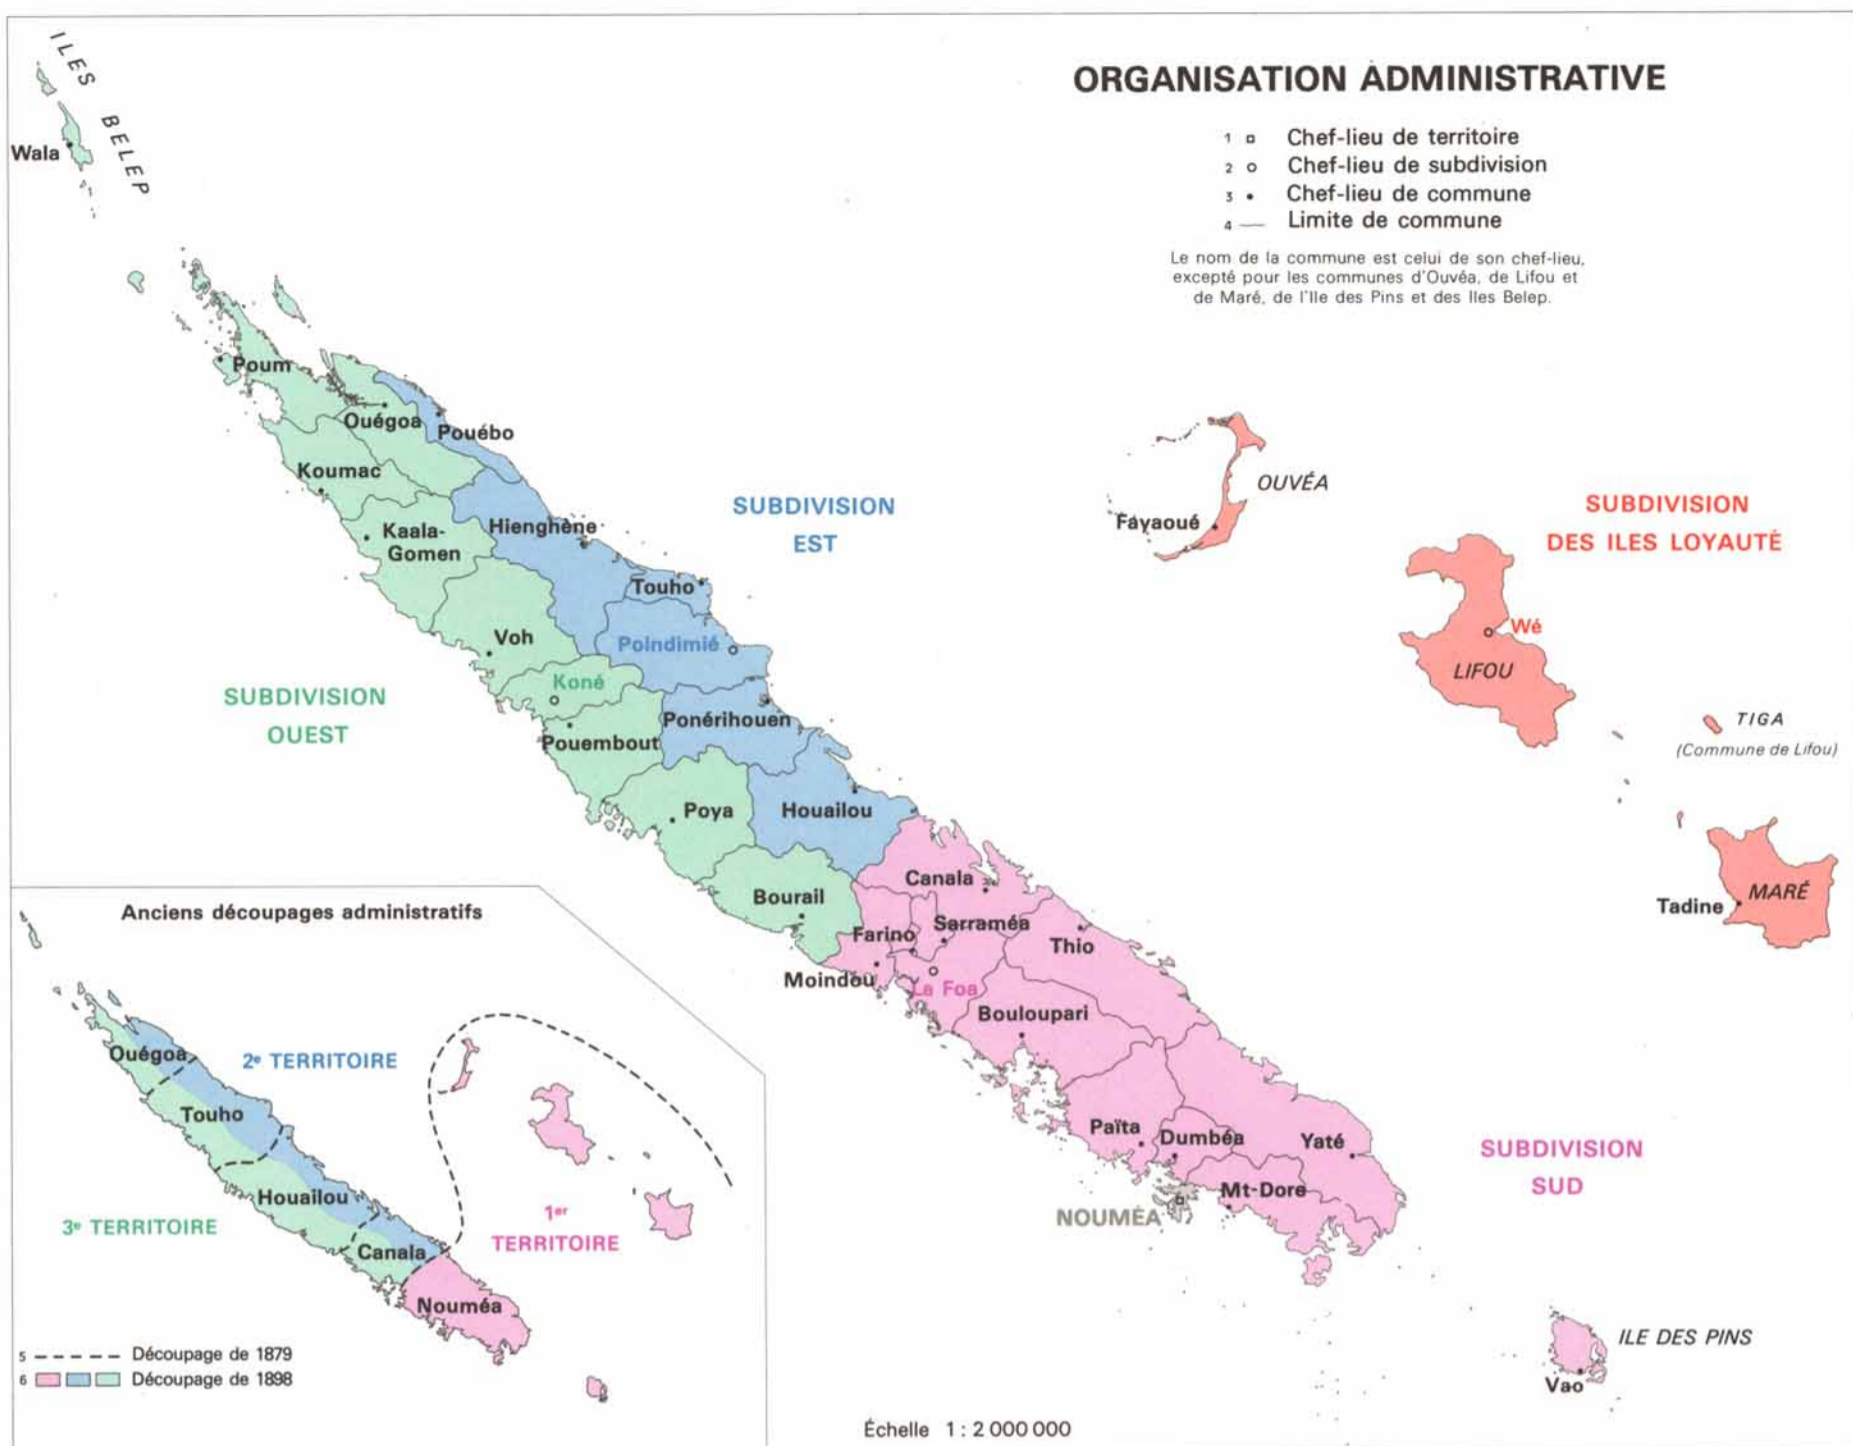 ORGANISATION ADMINISTRATIVE
1 Chef-lieu de territoire
2 Chef-lieu de subdivision
3 Chef-lieu de commune
4 Limite de commune
Le nom de la commune est celui de son chef-lieu,
excepté pour les communes d'Ouvéa, de Lifou et
de Maré, de l'Ile des Pins et des Iles Belep.
ILES BELEP
Wala
Poum
Ouégoa
Pouébo
Koumac
Kaala-
Gomen
Hienghène
Touho
Voh
Poindimié
Koné
Ponérihouen
Pouembout
Poya
Houailou
Bourail
Canala
Sarraméa
Farino
Thio
Moindou
La Foa
Bouloupari
Païta
Dumbéa
Yaté
Mt-Dore
NOUMÉA
SUBDIVISION
EST
SUBDIVISION
OUEST
SUBDIVISION
DES ILES LOYAUTÉ
SUBDIVISION
SUD
OUVÉA
Fayaoué
Wé
LIFOU
TIGA
(Commune de Lifou)
MARÉ
Tadine
ILE DES PINS
Vao
Anciens découpages administratifs
Ouégoa
2e TERRITOIRE
Touho
Houailou
3e TERRITOIRE
1er
TERRITOIRE
Canala
Nouméa
5 Découpage de 1879
6 Découpage de 1898
Échelle 1 : 2 000 000